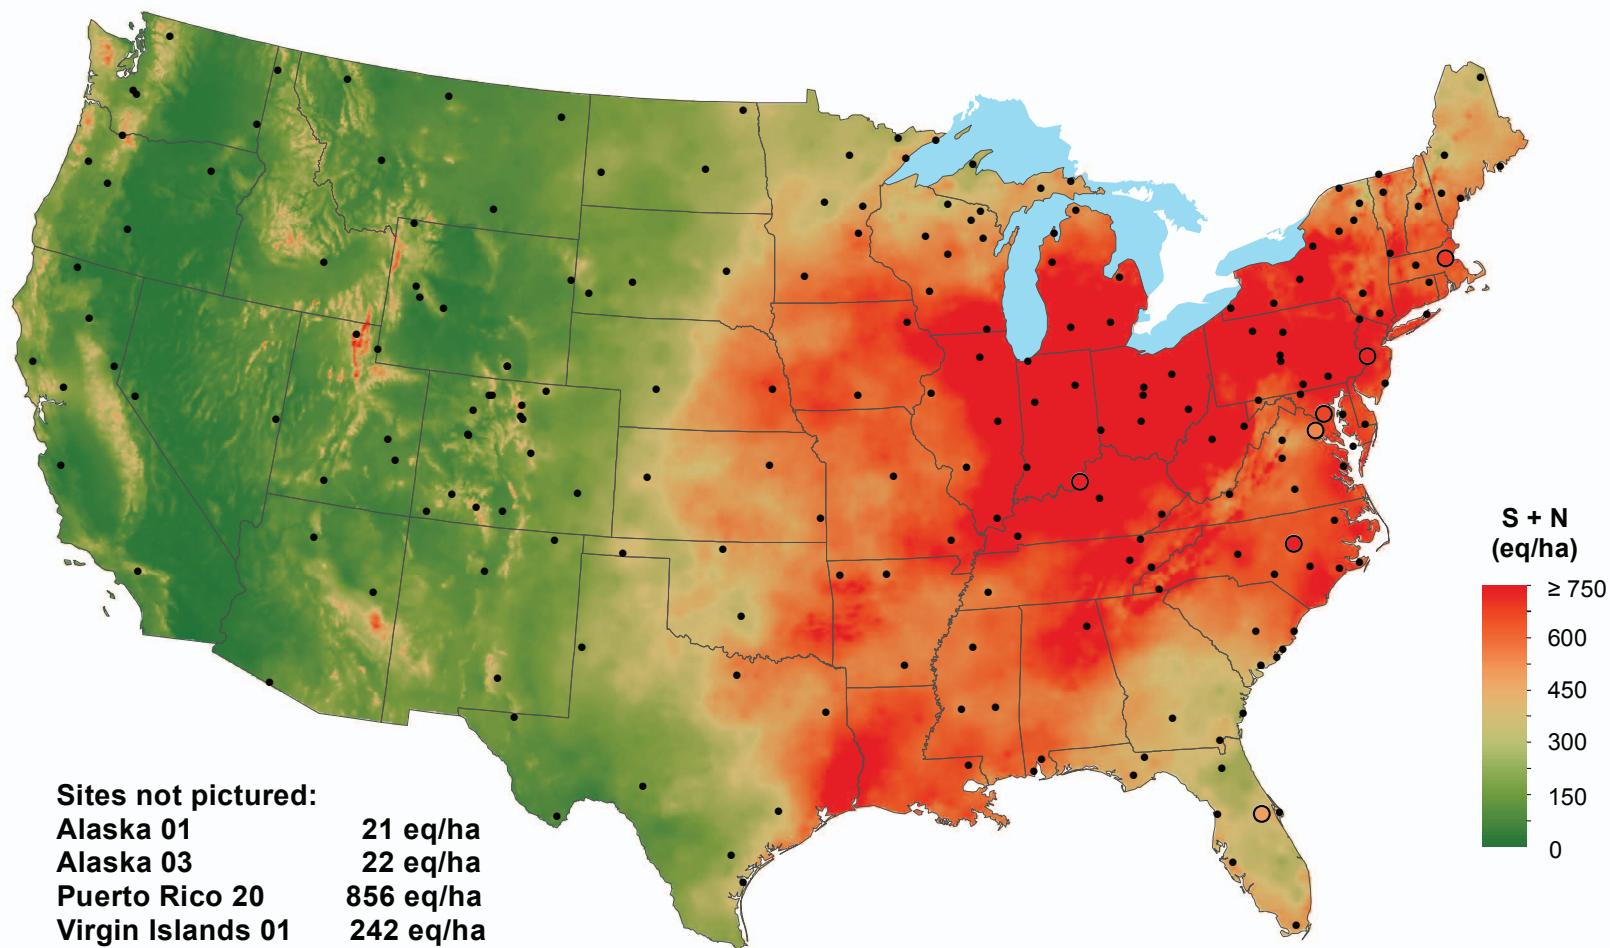 S + N
(eq/ha)
≥ 750
600
450
300
150
0
Sites not pictured:
Alaska 01 21 eq/ha
Alaska 03 22 eq/ha
Puerto Rico 20 856 eq/ha
Virgin Islands 01 242 eq/ha